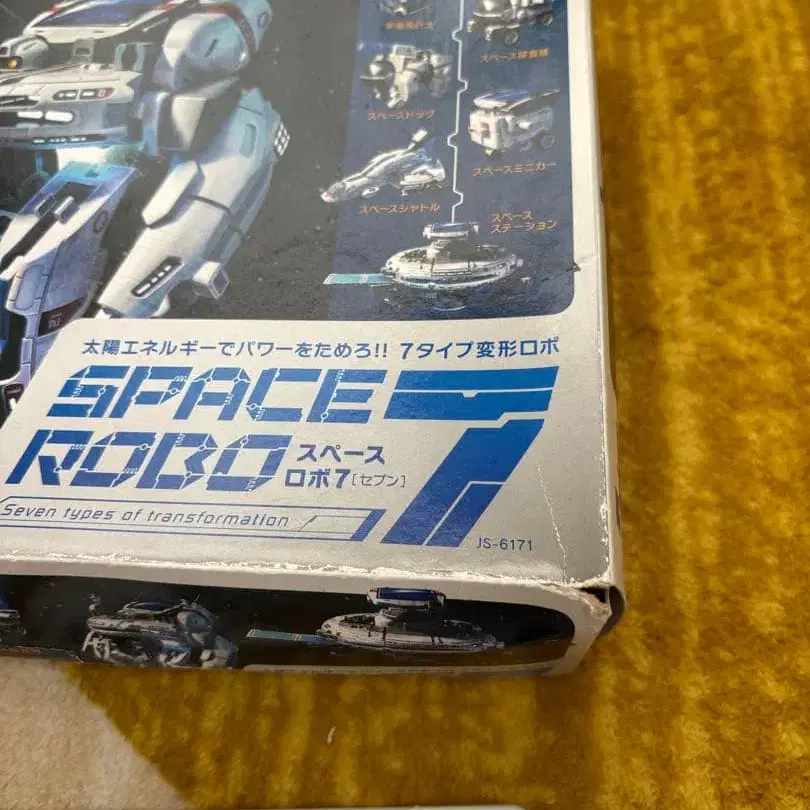 宇宙飛行士
スペース探査機
スペースドッグ
スペースミニカー
スペースシャトル
スペース
ステーション
太陽エネルギーでパワーをためろ!! 7タイプ変形ロボ
SPACE
ROBO 7
スペース
ロボ7[セブン]
Seven types of transformation
JS-6171